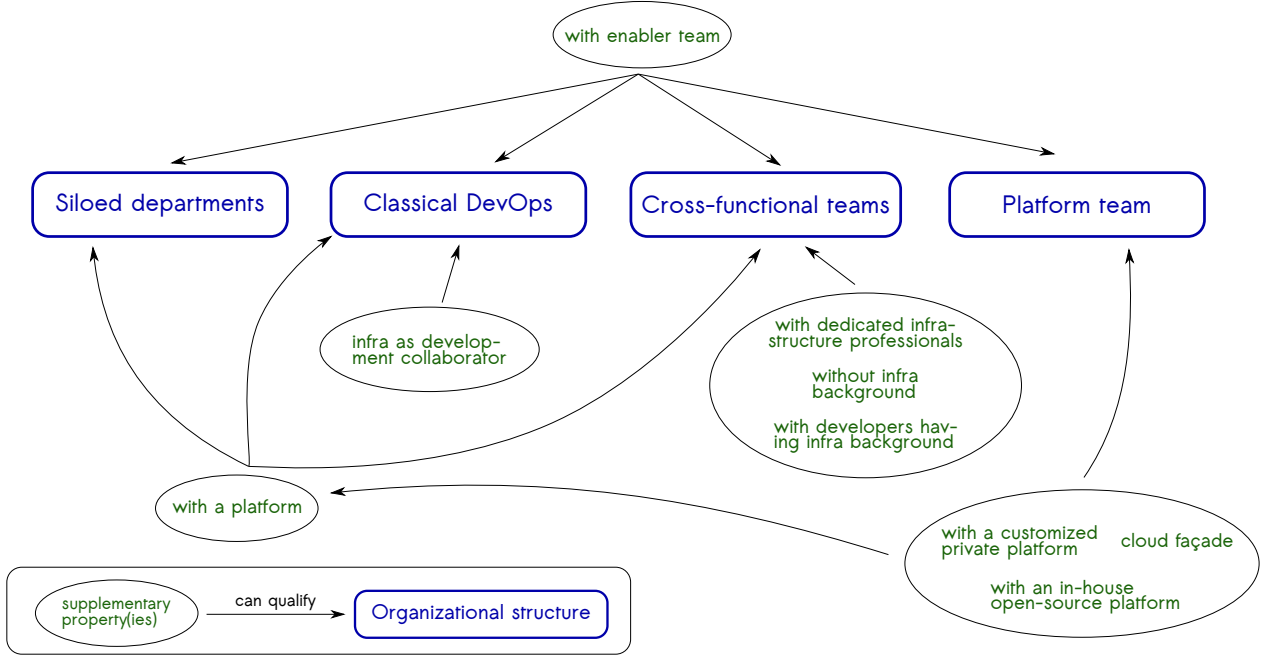 with enabler team
Siloed departments
Classical DevOps
Cross-functional teams
Platform team
infra as develop-
ment collaborator
with dedicated infra-
structure professionals
without infra
background
with developers hav-
ing infra background
with a platform
with a customized
private platform
cloud façade
with an in-house
open-source platform
supplementary
property(ies)
can qualify
Organizational structure